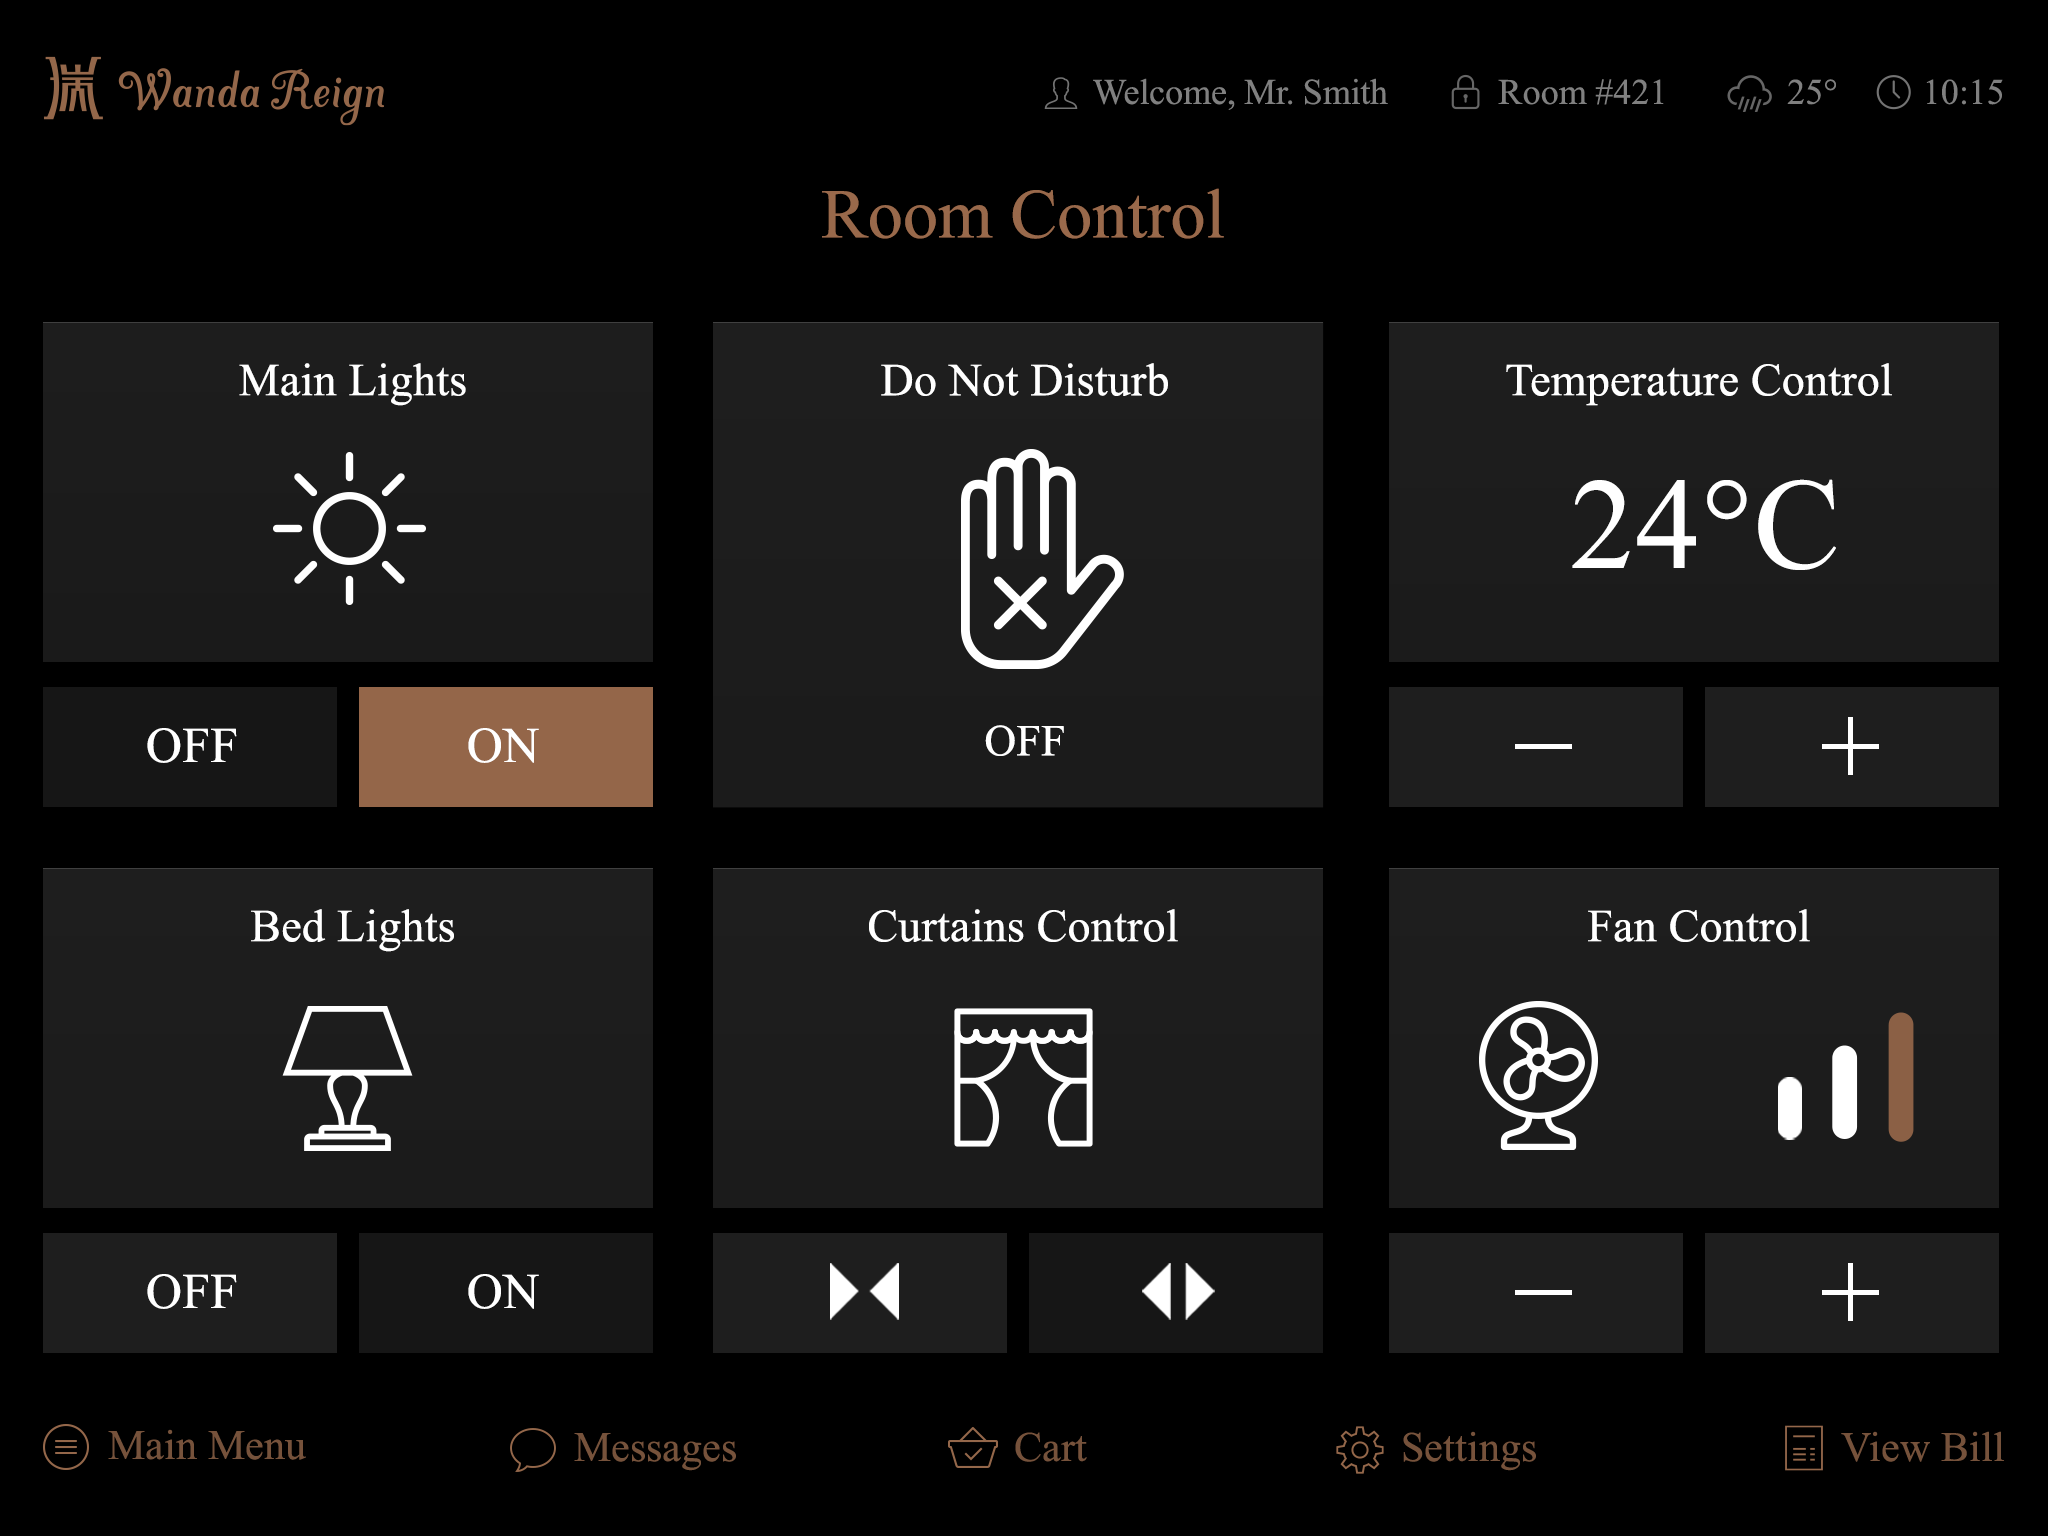 Wanda Reign
Welcome, Mr. Smith
Room #421
25°
10:15
Room Control
Main Lights
OFF
ON
Do Not Disturb
OFF
Temperature Control
24°C
Bed Lights
OFF
ON
Curtains Control
Fan Control
Main Menu
Messages
Cart
Settings
View Bill